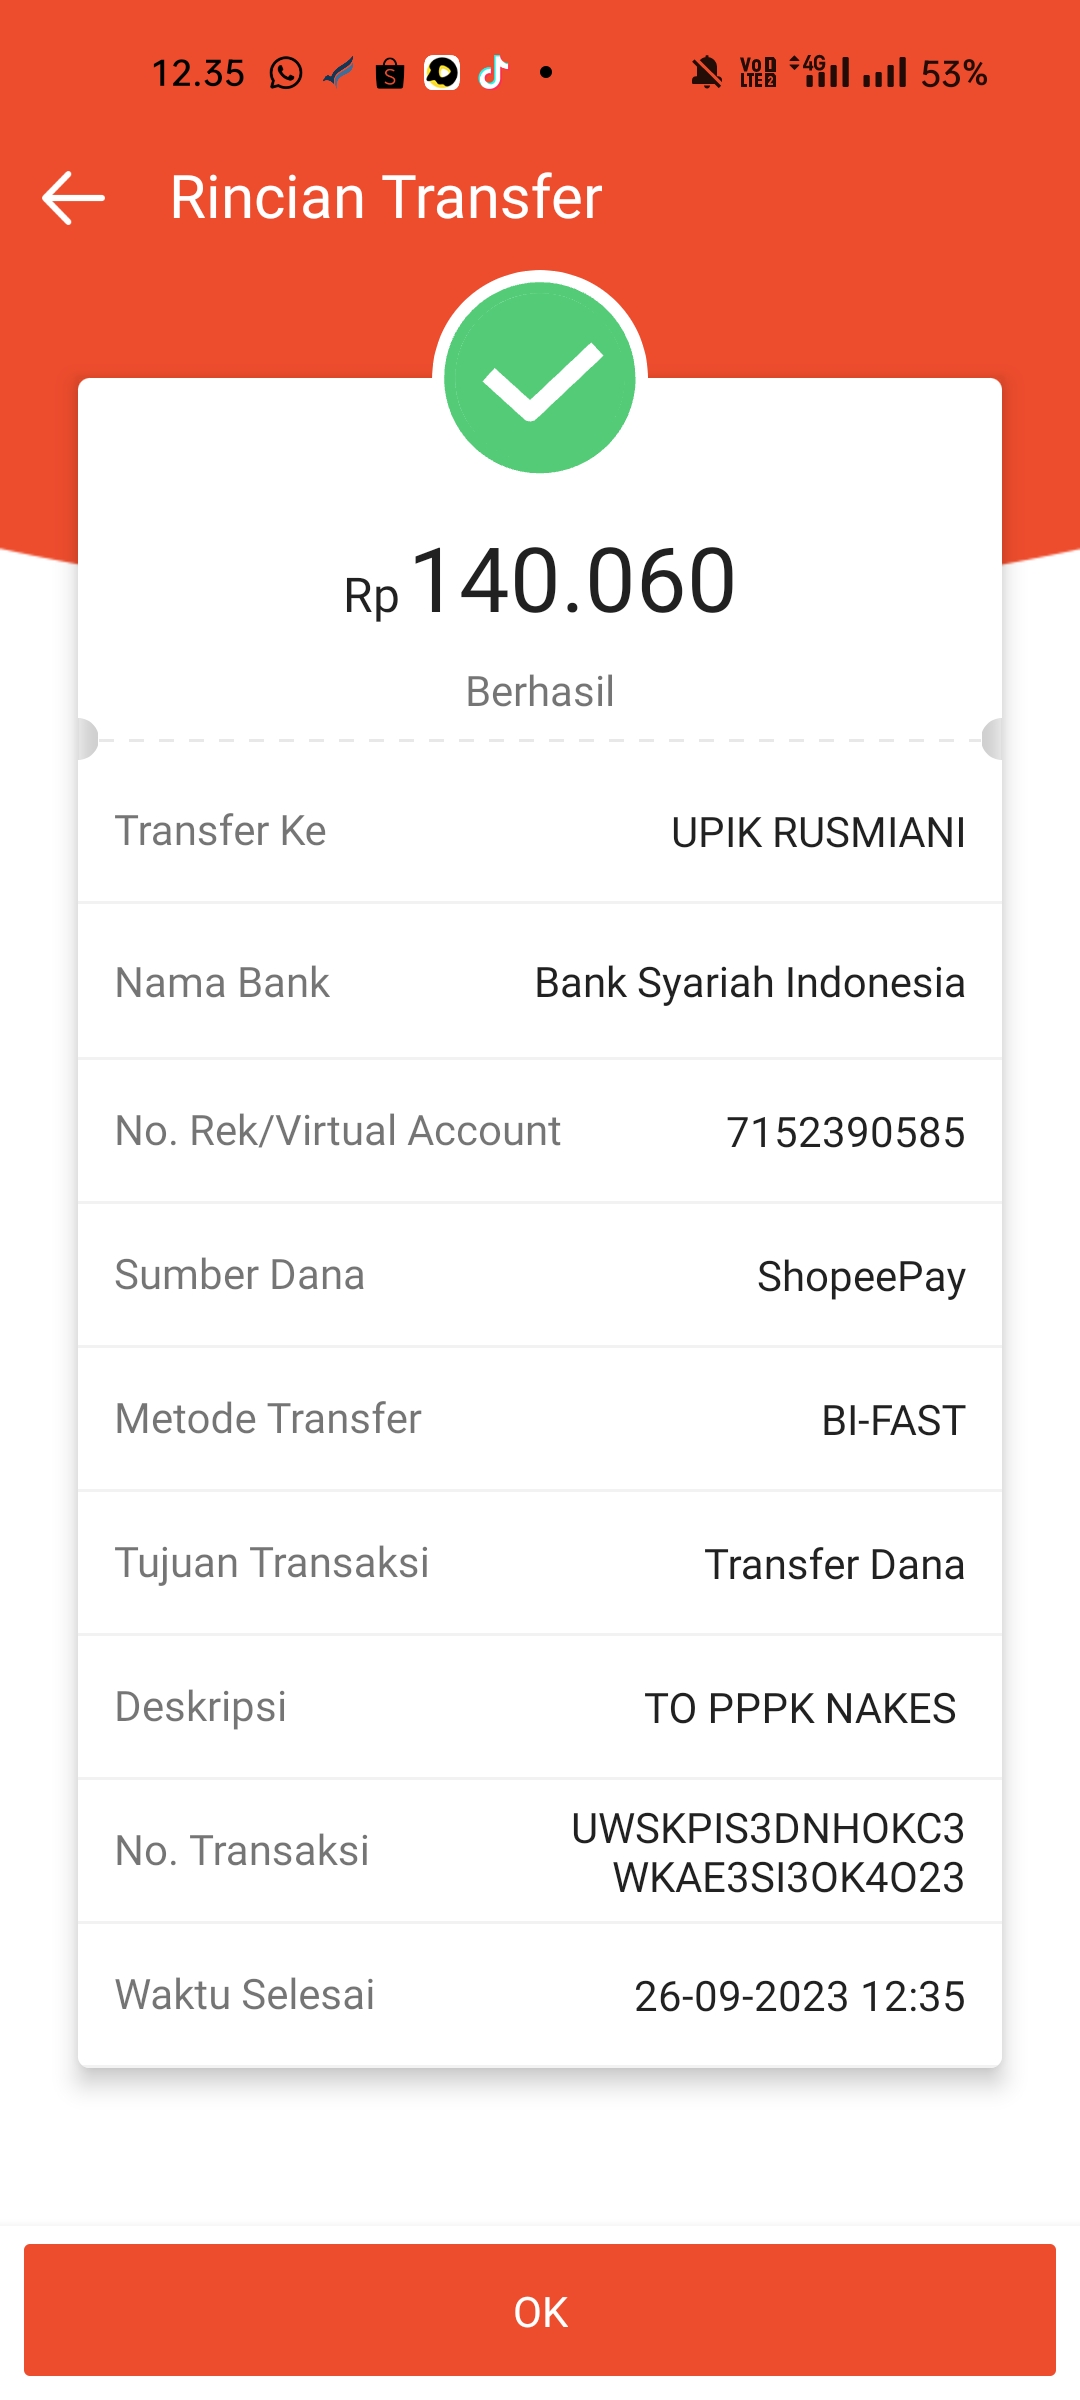 12.35 VoD LTE2 4G 53%
Rincian Transfer
Rp 140.060
Berhasil
Transfer Ke UPIK RUSMIANI
Nama Bank Bank Syariah Indonesia
No. Rek/Virtual Account 7152390585
Sumber Dana ShopeePay
Metode Transfer BI-FAST
Tujuan Transaksi Transfer Dana
Deskripsi TO PPPK NAKES
No. Transaksi UWSKPIS3DNHOKC3
WKAE3SI3OK4O23
Waktu Selesai 26-09-2023 12:35
OK